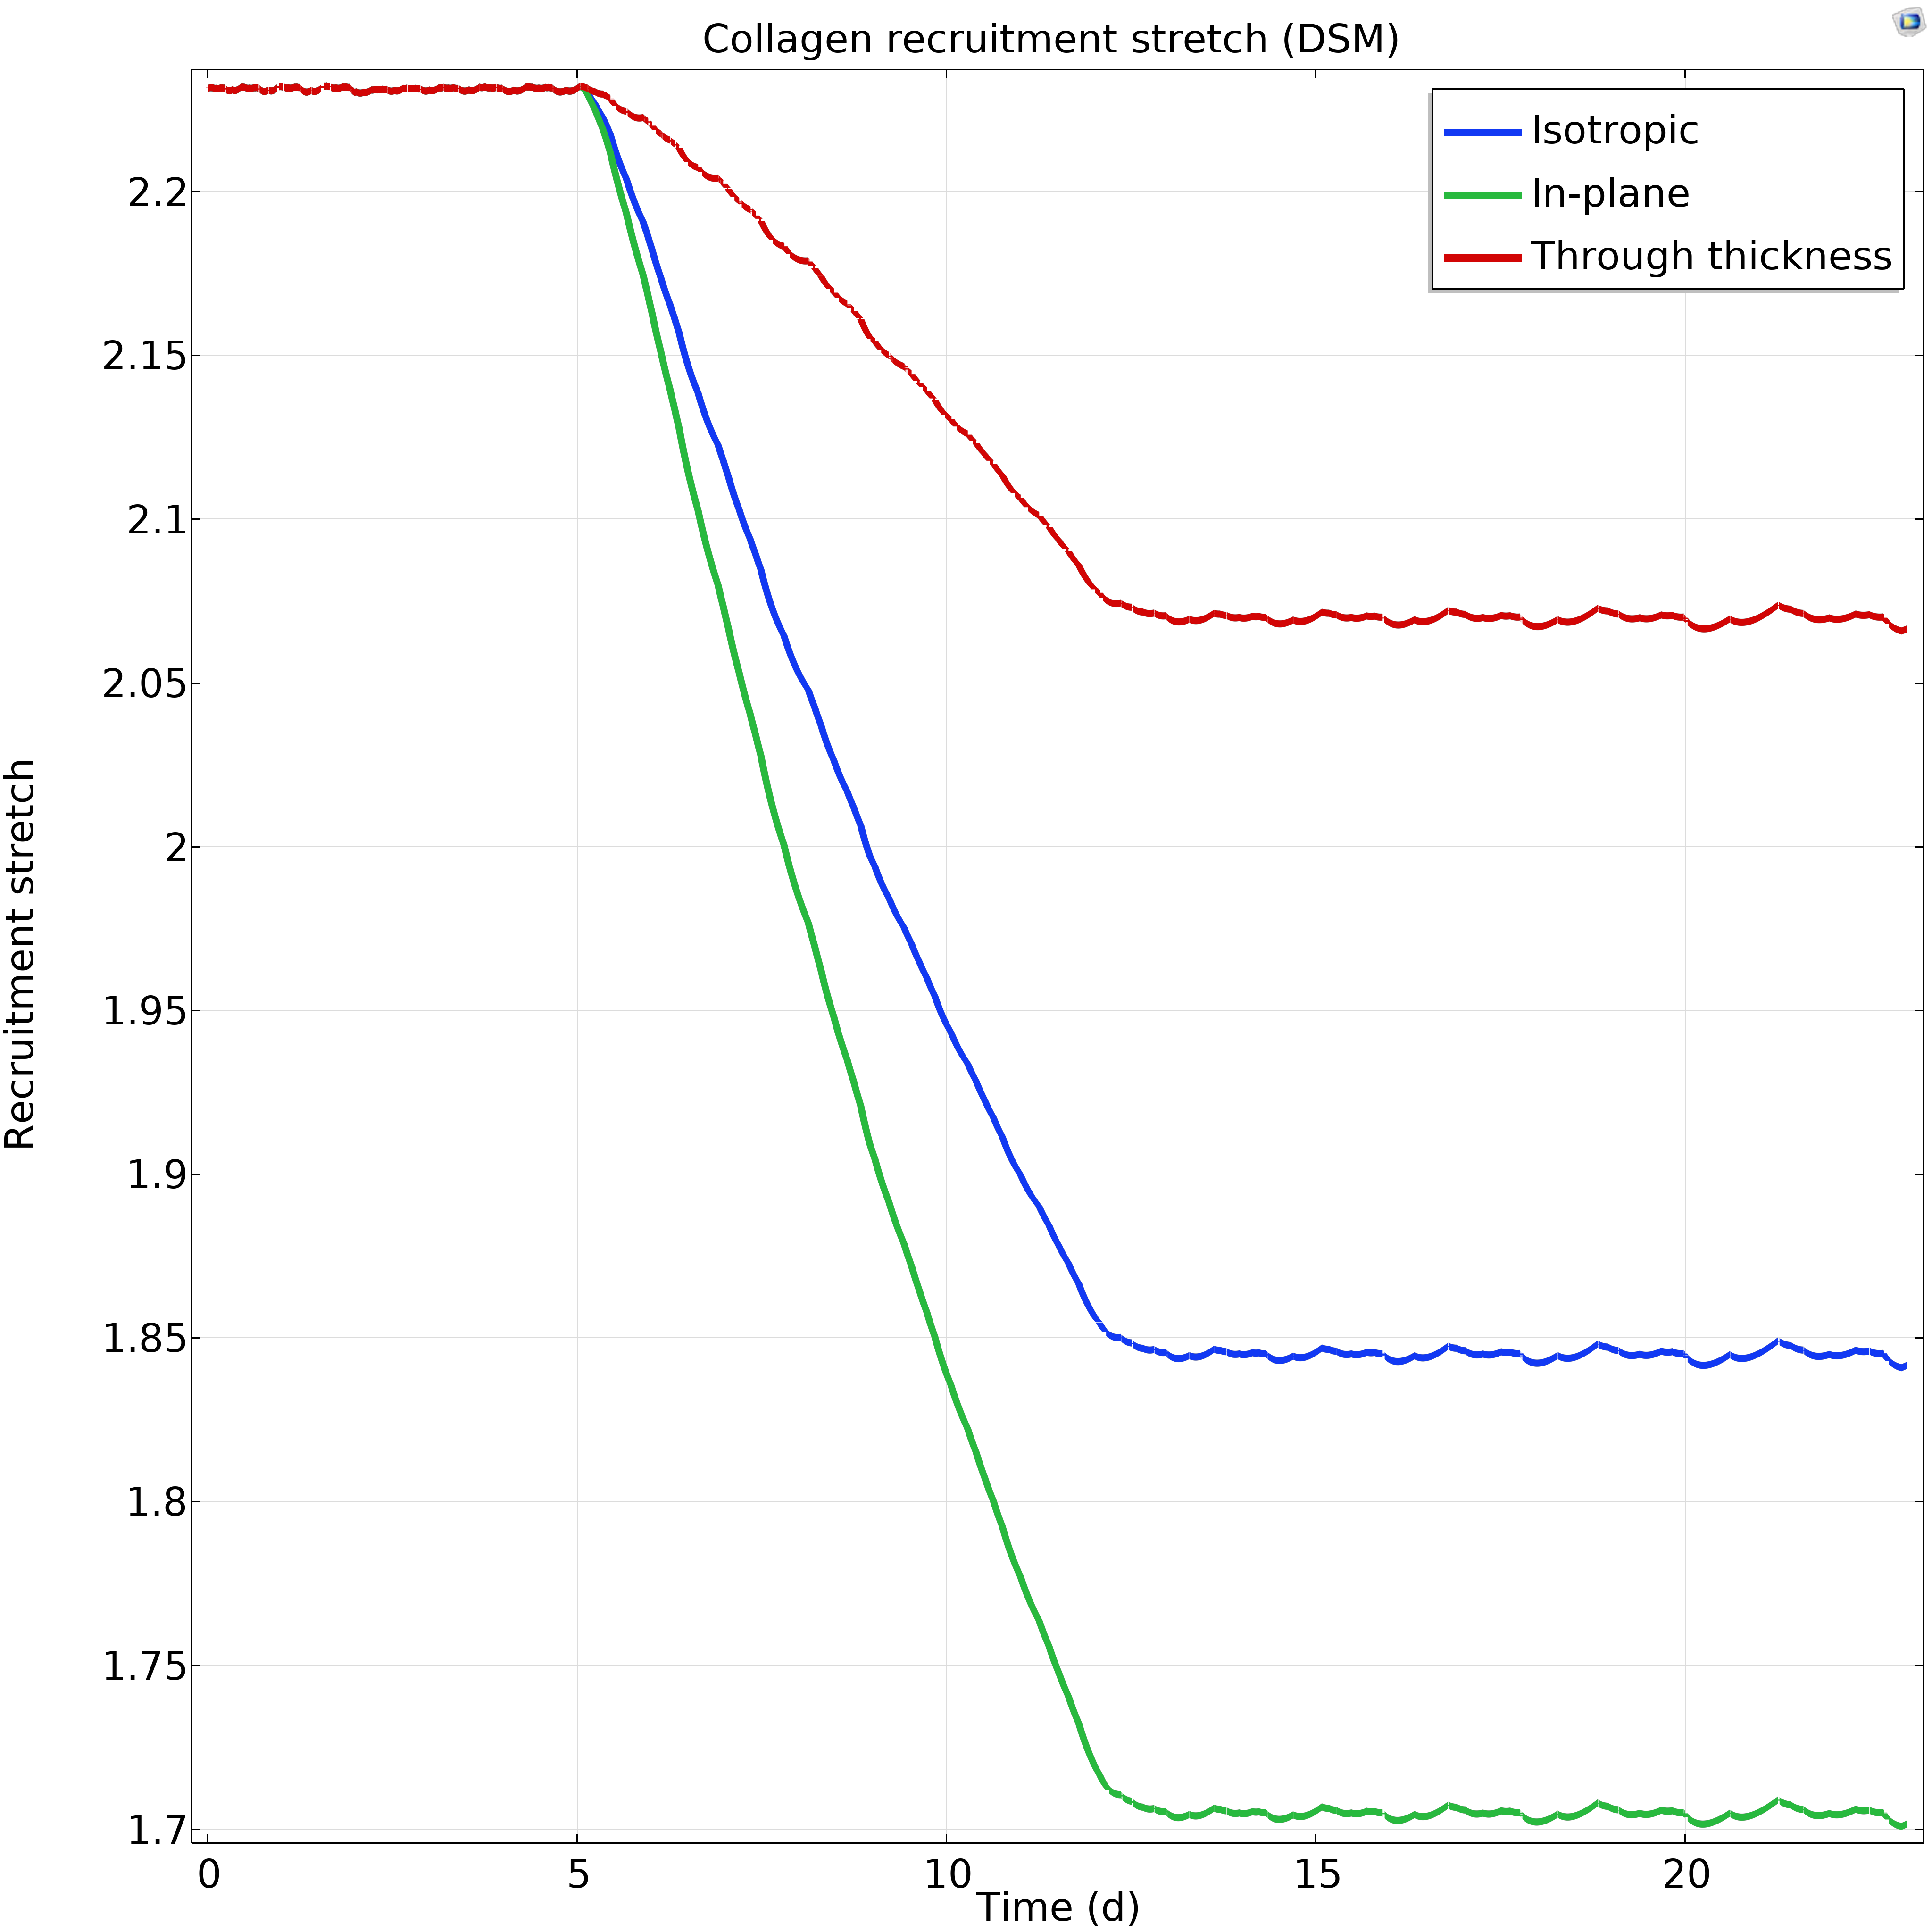 Collagen recruitment stretch (DSM)
Isotropic
In-plane
Through thickness
2.2
2.15
2.1
2.05
2
1.95
1.9
1.85
1.8
1.75
1.7
Recruitment stretch
0 5 10 15 20
Time (d)